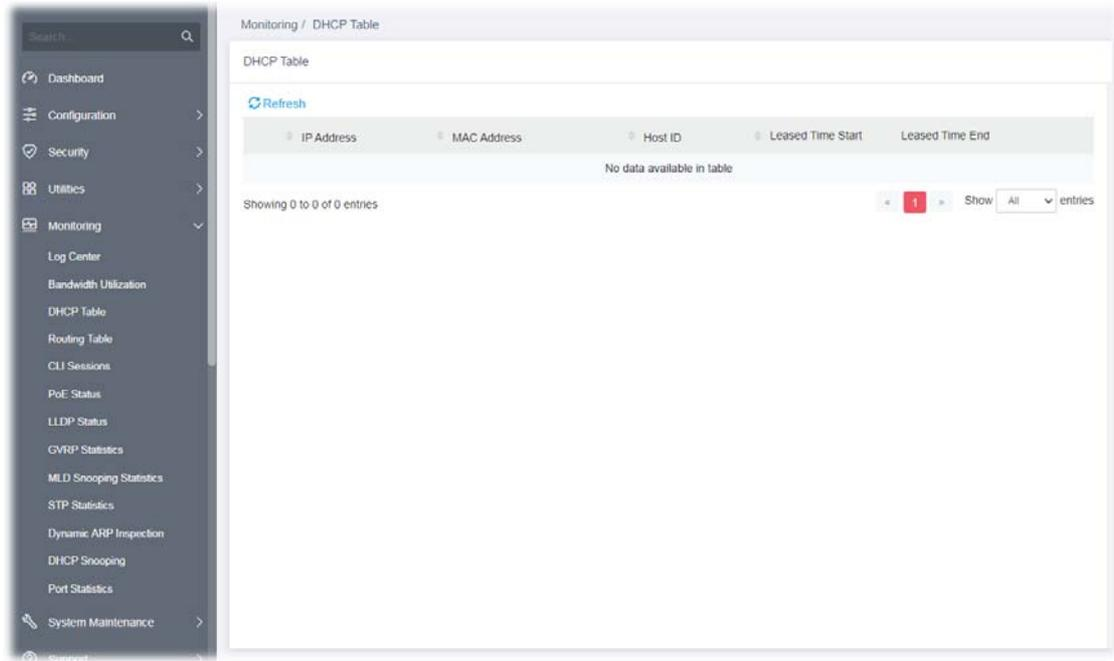 Search...
Dashboard
Configuration
Security
Utilities
Monitoring
Log Center
Bandwidth Utilization
DHCP Table
Routing Table
CLI Sessions
PoE Status
LLDP Status
GVRP Statistics
MLD Snooping Statistics
STP Statistics
Dynamic ARP Inspection
DHCP Snooping
Port Statistics
System Maintenance
Support
Monitoring / DHCP Table
DHCP Table
Refresh
IP Address MAC Address Host ID Leased Time Start Leased Time End
No data available in table
Showing 0 to 0 of 0 entries « 1 » Show All entries